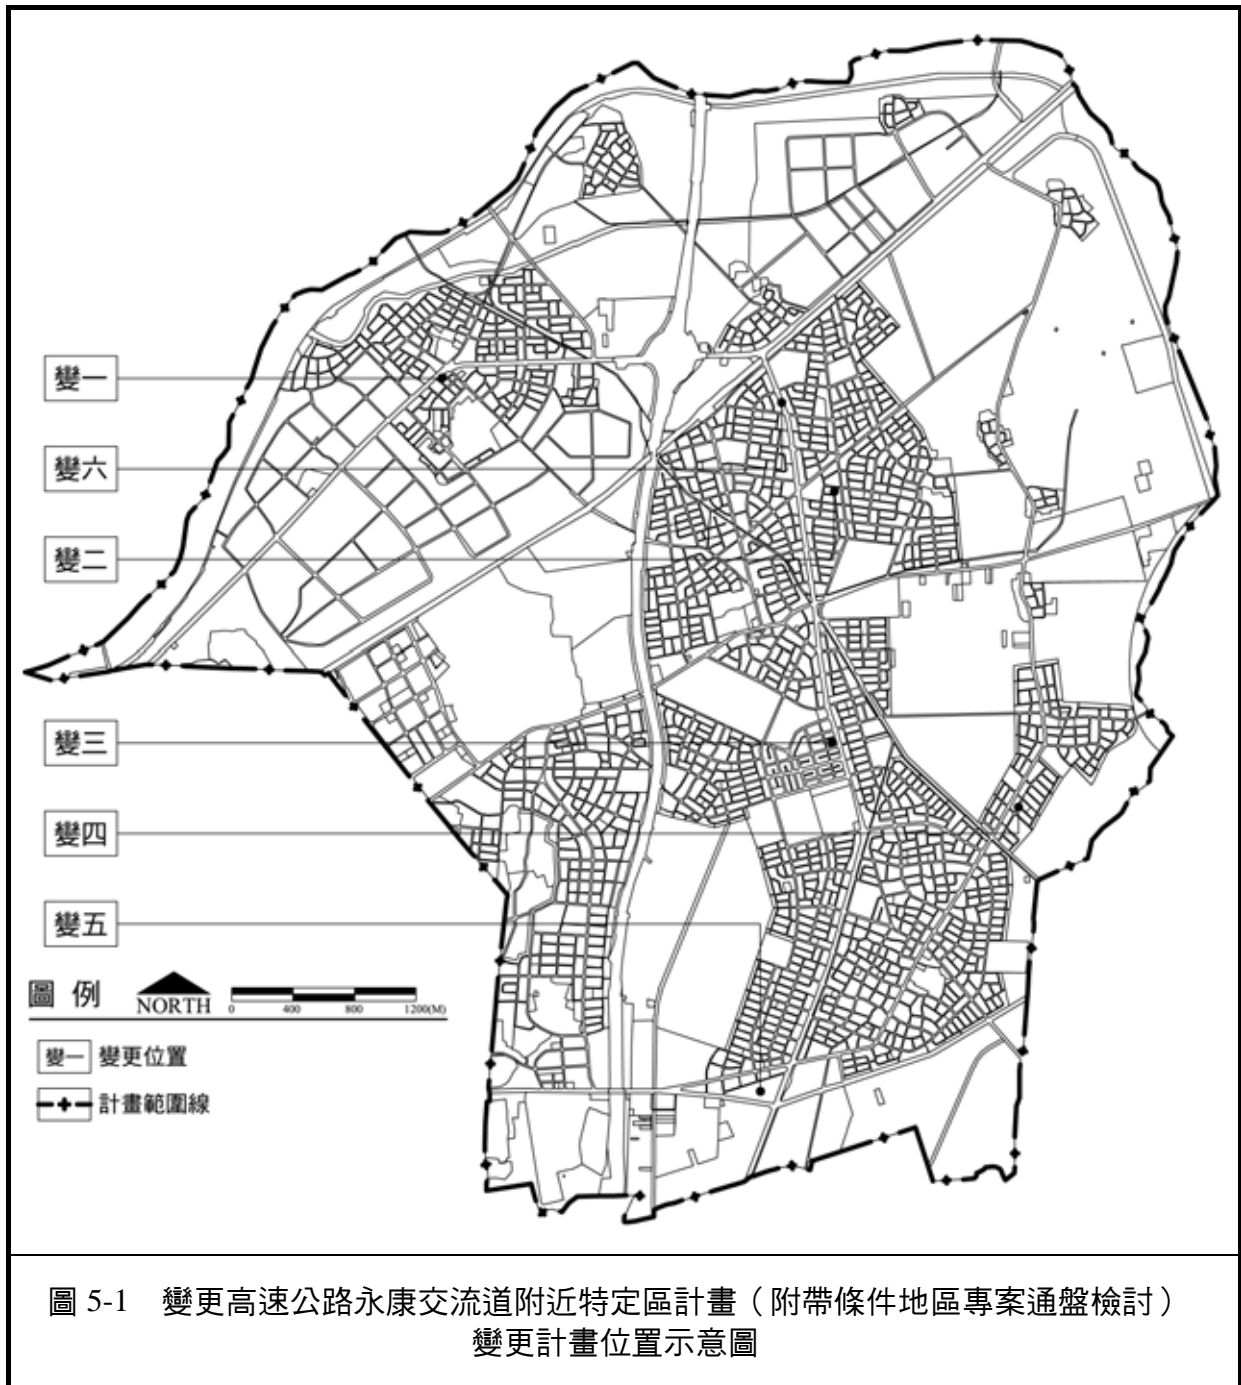 變一
變六
變二
變三
變四
變五
圖 例
NORTH
0 400 800 1200(M)
變一 變更位置
計畫範圍線
圖 5-1 變更高速公路永康交流道附近特定區計畫（附帶條件地區專案通盤檢討）
變更計畫位置示意圖